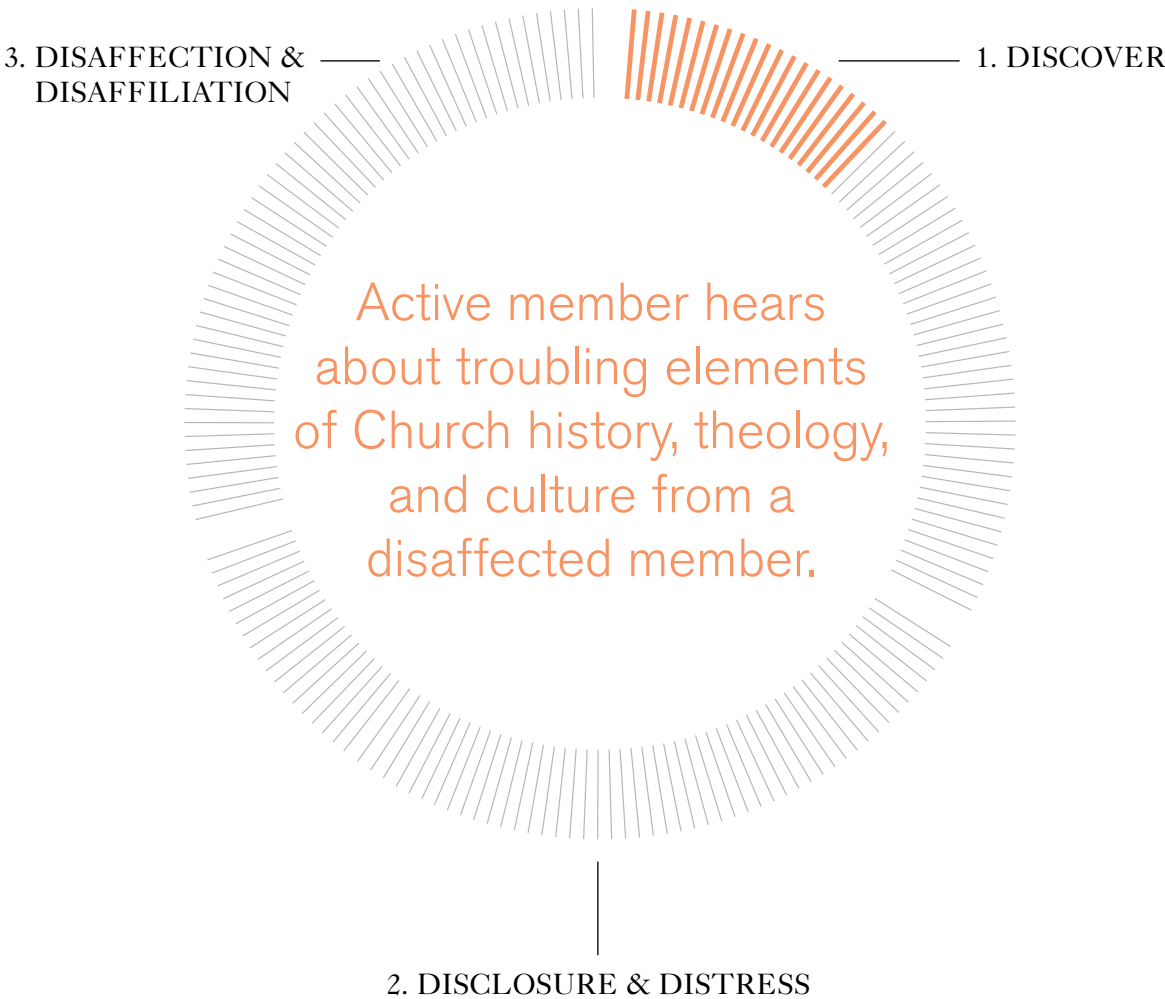 3. DISAFFECTION &
DISAFFILIATION
1. DISCOVER
Active member hears
about troubling elements
of Church history, theology,
and culture from a
disaffected member.
2. DISCLOSURE & DISTRESS